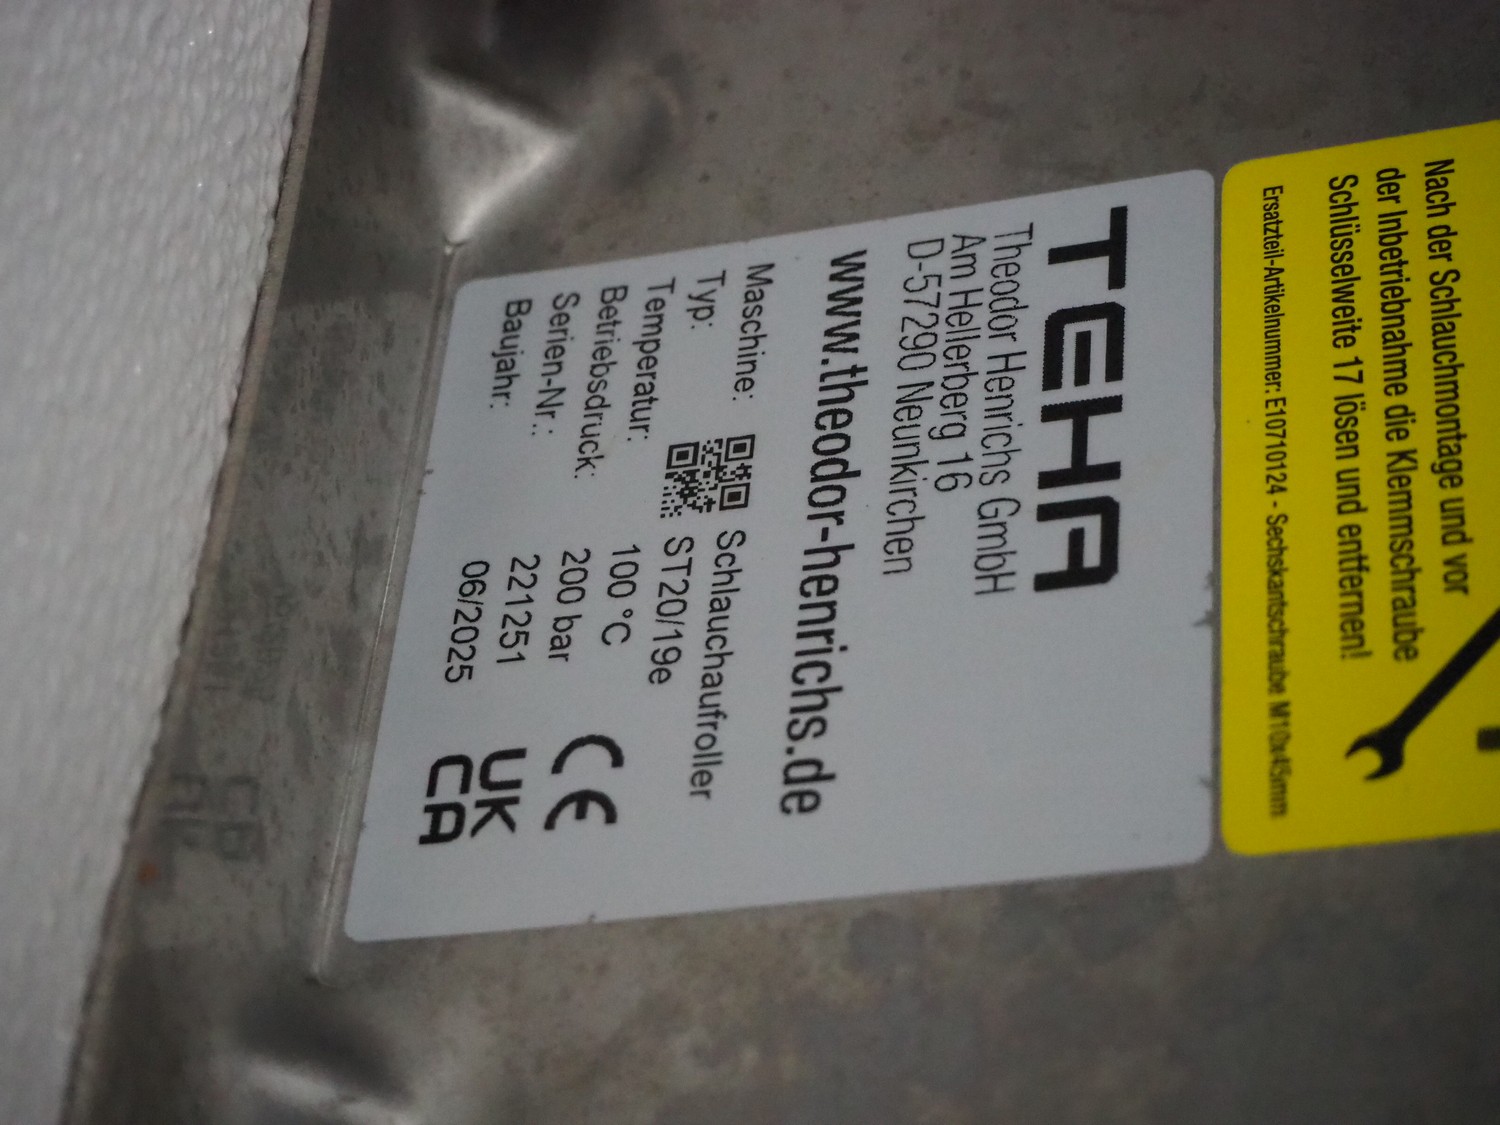 Nach der Schlauchmontage und vor
der Inbetriebnahme die Klemmschraube
Schlüsselweite 17 lösen und entfernen!
Ersatzteil-Artikelnummer: E10710124 - Sechskantschraube M10x45mm
TEHA
Theodor Henrichs GmbH
Am Hellerberg 16
D-57290 Neunkirchen
www.theodor-henrichs.de
Maschine: Schlauchaufroller
Typ: ST20/19e
Temperatur: 100 °C
Betriebsdruck: 200 bar
Serien-Nr.: 221251
Baujahr: 06/2025
CE
UK
CA